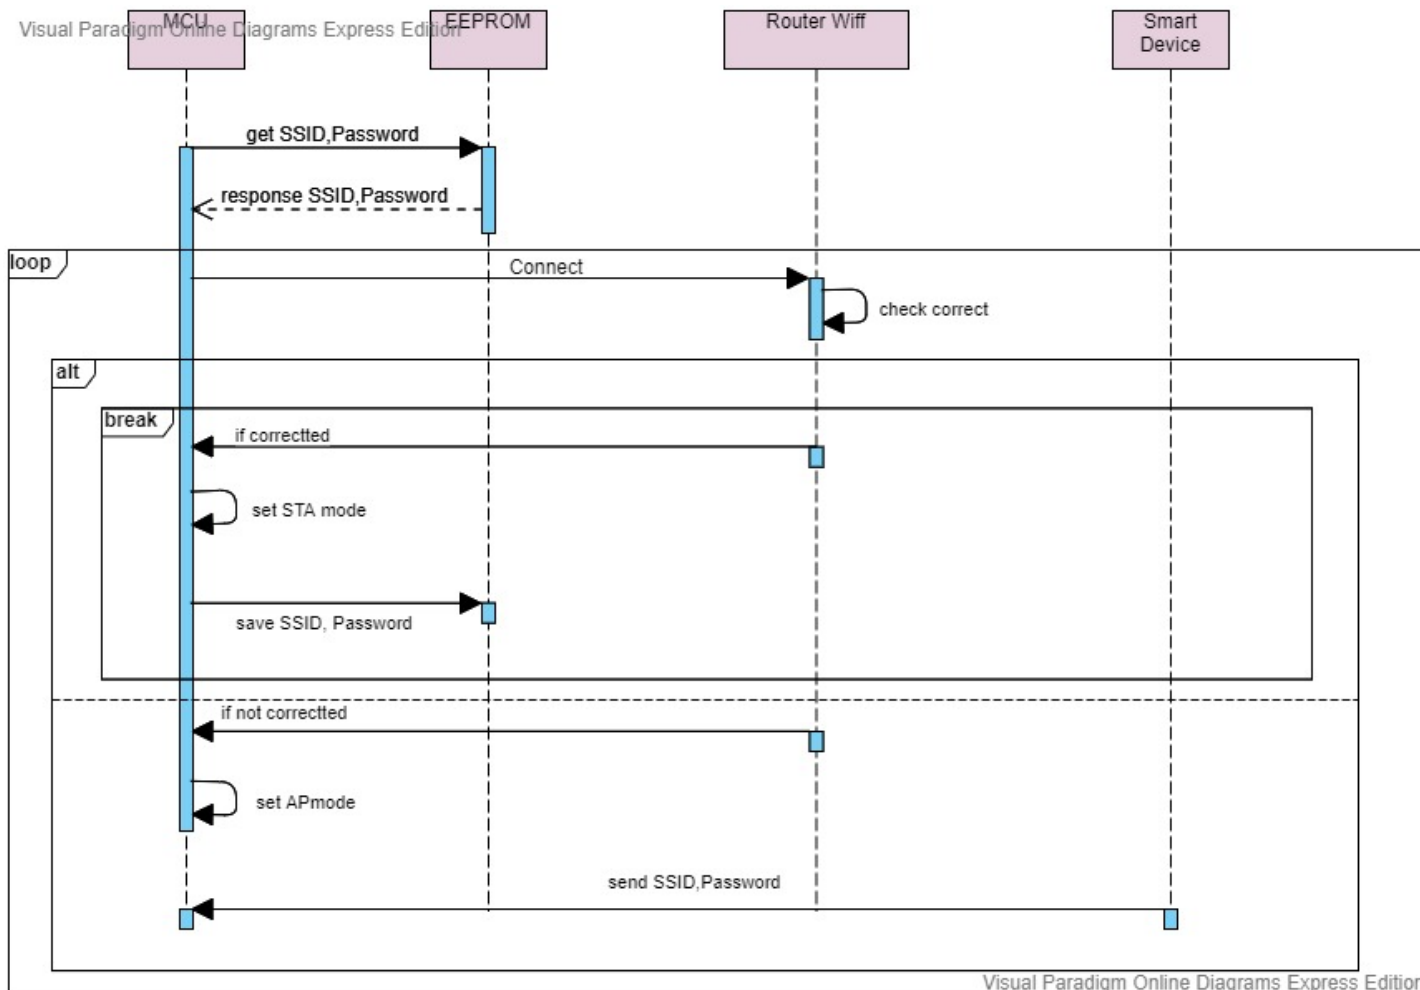 MCU
EEPROM
Router Wiff
Smart
Device
Visual Paradigm Online Diagrams Express Edition
get SSID,Password
response SSID,Password
loop
Connect
check correct
alt
break
if correctted
set STA mode
save SSID, Password
if not correctted
set APmode
send SSID,Password
Visual Paradigm Online Diagrams Express Edition